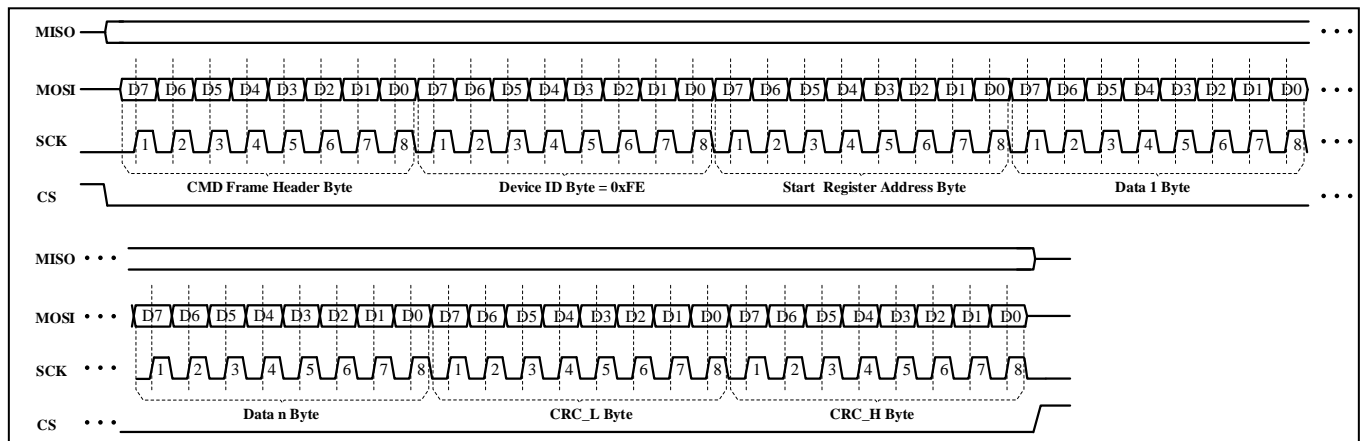 MISO • • •
MOSI D7 D6 D5 D4 D3 D2 D1 D0 D7 D6 D5 D4 D3 D2 D1 D0 D7 D6 D5 D4 D3 D2 D1 D0 D7 D6 D5 D4 D3 D2 D1 D0 • • •
SCK 1 2 3 4 5 6 7 8 1 2 3 4 5 6 7 8 1 2 3 4 5 6 7 8 1 2 3 4 5 6 7 8 • • •
CMD Frame Header Byte Device ID Byte = 0xFE Start Register Address Byte Data 1 Byte
CS • • •
MISO • • •
MOSI • • • D7 D6 D5 D4 D3 D2 D1 D0 D7 D6 D5 D4 D3 D2 D1 D0 D7 D6 D5 D4 D3 D2 D1 D0
SCK • • • 1 2 3 4 5 6 7 8 1 2 3 4 5 6 7 8 1 2 3 4 5 6 7 8
Data n Byte CRC_L Byte CRC_H Byte
CS • • •